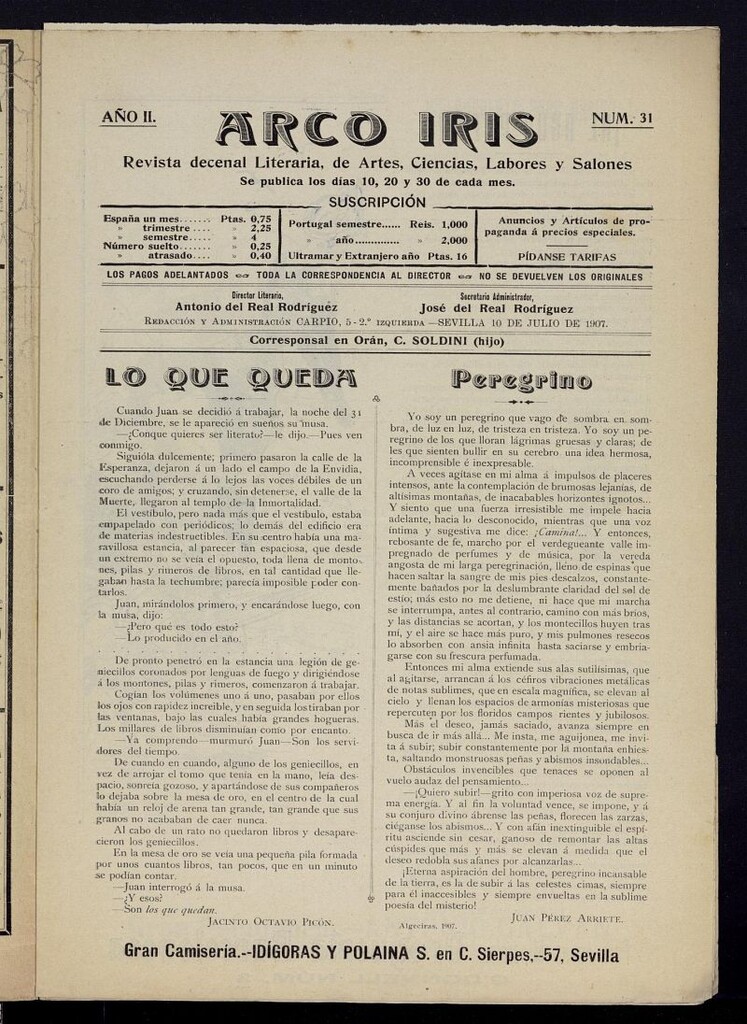 AÑO II.
ARCO IRIS
NUM. 31
Revista decenal Literaria, de Artes, Ciencias, Labores y Salones
Se publica los días 10, 20 y 30 de cada mes.
SUSCRIPCIÓN
España un mes....... Ptas. 0,75
» trimestre.... » 2,25
» semestre.... » 4
Número suelto....... » 0,25
» atrasado.... » 0,40
Portugal semestre...... Reis. 1,000
» año.............. » 2,000
Ultramar y Extranjero año Ptas. 16
Anuncios y Artículos de pro-
paganda á precios especiales.
PÍDANSE TARIFAS
LOS PAGOS ADELANTADOS TODA LA CORRESPONDENCIA AL DIRECTOR NO SE DEVUELVEN LOS ORIGINALES
Director Literario,
Antonio del Real Rodríguez
Secretario Administrador,
José del Real Rodríguez
REDACCIÓN Y ADMINISTRACIÓN CARPIO, 5 - 2.º IZQUIERDA—SEVILLA 10 DE JULIO DE 1907.
Corresponsal en Orán, C. SOLDINI (hijo)
LO QUE QUEDA
Cuando Juan se decidió á trabajar, la noche del 31
de Diciembre, se le apareció en sueños su musa.
—¿Conque quieres ser literato?—le dijo.—Pues ven
conmigo.
Siguióla dulcemente; primero pasaron la calle de la
Esperanza, dejaron á un lado el campo de la Envidia,
escuchando perderse á lo lejos las voces débiles de un
coro de amigos; y cruzando, sin detenerse, el valle de la
Muerte, llegaron al templo de la Inmortalidad.
El vestíbulo, pero nada más que el vestíbulo, estaba
empapelado con periódicos; lo demás del edificio era
de materias indestructibles. En su centro había una ma-
ravillosa estancia, al parecer tan espaciosa, que desde
un extremo no se veía el opuesto, toda llena de monto-
nes, pilas y rimeros de libros, en tal cantidad que lle-
gaban hasta la techumbre; parecía imposible poder con-
tarlos.
Juan, mirándolos primero, y encarándose luego, con
la musa, dijo:
—¿Pero qué es todo esto?
—Lo producido en el año.
De pronto penetró en la estancia una legión de ge-
niecillos coronados por lenguas de fuego y dirigiéndose
á los montones, pilas y rimeros, comenzaron á trabajar.
Cogían los volúmenes uno á uno, pasaban por ellos
los ojos con rapidez increible, y en seguida los tiraban por
las ventanas, bajo las cuales había grandes hogueras.
Los millares de libros disminuían como por encanto.
—Ya comprendo—murmuró Juan—Son los servi-
dores del tiempo.
De cuando en cuando, alguno de los geniecillos, en
vez de arrojar el tomo que tenía en la mano, leía des-
pacio, sonreía gozoso, y apartándose de sus compañeros
lo dejaba sobre la mesa de oro, en el centro de la cual
había un reloj de arena tan grande, tan grande que sus
granos no acababan de caer nunca.
Al cabo de un rato no quedaron libros y desapare-
cieron los geniecillos.
En la mesa de oro se veía una pequeña pila formada
por unos cuantos libros, tan pocos, que en un minuto
se podían contar.
—Juan interrogó á la musa.
—¿Y esos?
—Son los que quedan.
JACINTO OCTAVIO PICÓN.
Peregrino
Yo soy un peregrino que vago de sombra en som-
bra, de luz en luz, de tristeza en tristeza. Yo soy un pe-
regrino de los que lloran lágrimas gruesas y claras; de
les que sienten bullir en su cerebro una idea hermosa,
incomprensible é inexpresable.
A veces agítase en mi alma á impulsos de placeres
intensos, ante la contemplación de brumosas lejanías, de
altísimas montañas, de inacabables horizontes ignotos...
Y siento que una fuerza irresistible me impele hacia
adelante, hacia lo desconocido, mientras que una voz
íntima y sugestiva me dice: ¡Camina!... Y entonces,
rebosante de fe, marcho por el verdegueante valle im-
pregnado de perfumes y de música, por la vereda
angosta de mi larga peregrinación, lleno de espinas que
hacen saltar la sangre de mis pies descalzos, constante-
mente bañados por la deslumbrante claridad del sol de
estío; más esto no me detiene, ni hace que mi marcha
se interrumpa, antes al contrario, camino con más bríos,
y las distancias se acortan, y los montecillos huyen tras
mí, y el aire se hace más puro, y mis pulmones resecos
lo absorben con ansia infinita hasta saciarse y embria-
garse con su frescura perfumada.
Entonces mi alma extiende sus alas sutilísimas, que
al agitarse, arrancan á los céfiros vibraciones metálicas
de notas sublimes, que en escala magnífica, se elevan al
cielo y llenan los espacios de armonías misteriosas que
repercuten por los floridos campos rientes y jubilosos.
Más el deseo, jamás saciado, avanza siempre en
busca de ir más allá... Me insta, me aguijonea, me invi-
ta á subir; subir constantemente por la montaña enhies-
ta, saltando monstruosas peñas y abismos insondables...
Obstáculos invencibles que tenaces se oponen al
vuelo audaz del pensamiento...
—¡Quiero subir!—grito con imperiosa voz de supre-
ma energía. Y al fin la voluntad vence, se impone, y á
su conjuro divino ábrense las peñas, florecen las zarzas,
ciéganse los abismos... Y con afán inextinguible el espí-
ritu asciende sin cesar, ganoso de remontar las altas
cúspides que más y más se elevan á medida que el
deseo redobla sus afanes por alcanzarlas...
¡Eterna aspiración del hombre, peregrino incansable
de la tierra, es la de subir á las celestes cimas, siempre
para él inaccesibles y siempre envueltas en la sublime
poesía del misterio!
JUAN PÉREZ ARRIETE.
Algeciras, 1907.
Gran Camisería.--IDÍGORAS Y POLAINA S. en C. Sierpes,--57, Sevilla